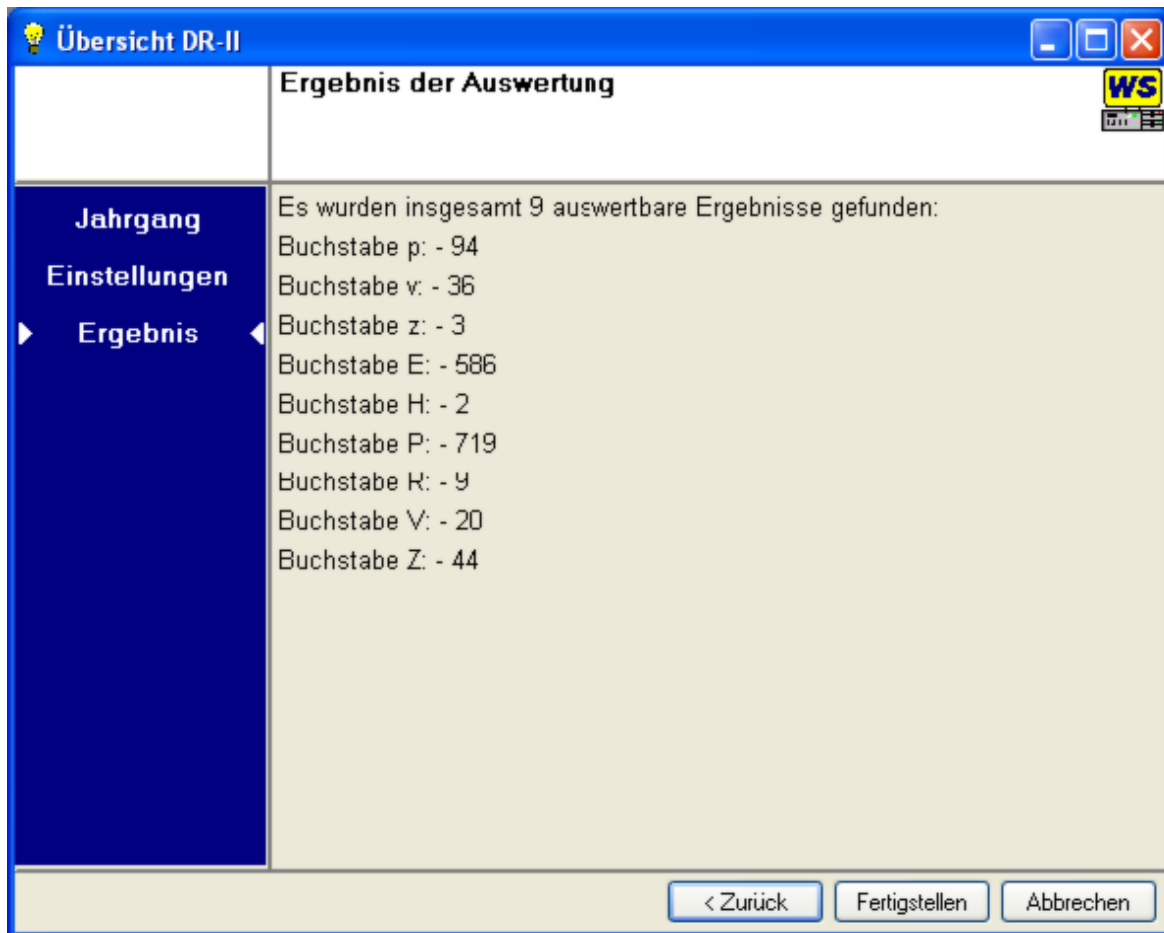 Übersicht DR-II
Ergebnis der Auswertung
WS
Jahrgang
Einstellungen
Ergebnis
Es wurden insgesamt 9 auswertbare Ergebnisse gefunden:
Buchstabe p: - 94
Buchstabe v: - 36
Buchstabe z: - 3
Buchstabe E: - 586
Buchstabe H: - 2
Buchstabe P: - 719
Buchstabe R: - 9
Buchstabe V: - 20
Buchstabe Z: - 44
< Zurück
Fertigstellen
Abbrechen